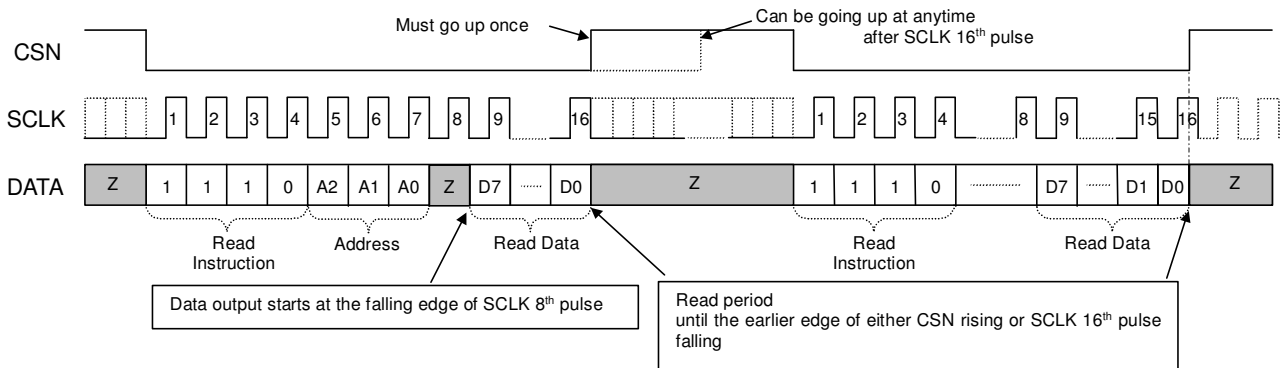 Must go up once
Can be going up at anytime
after SCLK 16th pulse
CSN
SCLK
1 2 3 4 5 6 7 8 9 16 1 2 3 4 8 9 15 16
DATA
Z 1 1 1 0 A2 A1 A0 Z D7 ...... D0 Z 1 1 1 0 ................ D7 ...... D1 D0 Z
Read
Instruction
Address
Read Data
Read
Instruction
Read Data
Data output starts at the falling edge of SCLK 8th pulse
Read period
until the earlier edge of either CSN rising or SCLK 16th pulse
falling